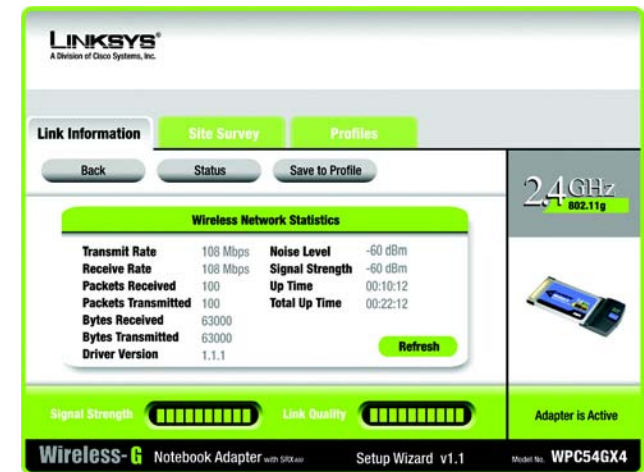 LINKSYS®
A Division of Cisco Systems, Inc.
Link Information Site Survey Profiles
Back Status Save to Profile
2.4GHz
802.11g
Wireless Network Statistics
Transmit Rate 108 Mbps Noise Level -60 dBm
Receive Rate 108 Mbps Signal Strength -60 dBm
Packets Received 100 Up Time 00:10:12
Packets Transmitted 100 Total Up Time 00:22:12
Bytes Received 63000
Bytes Transmitted 63000
Driver Version 1.1.1
Refresh
Signal Strength Link Quality Adapter is Active
Wireless-G Notebook Adapter with SRX400 Setup Wizard v1.1 Model No. WPC54GX4